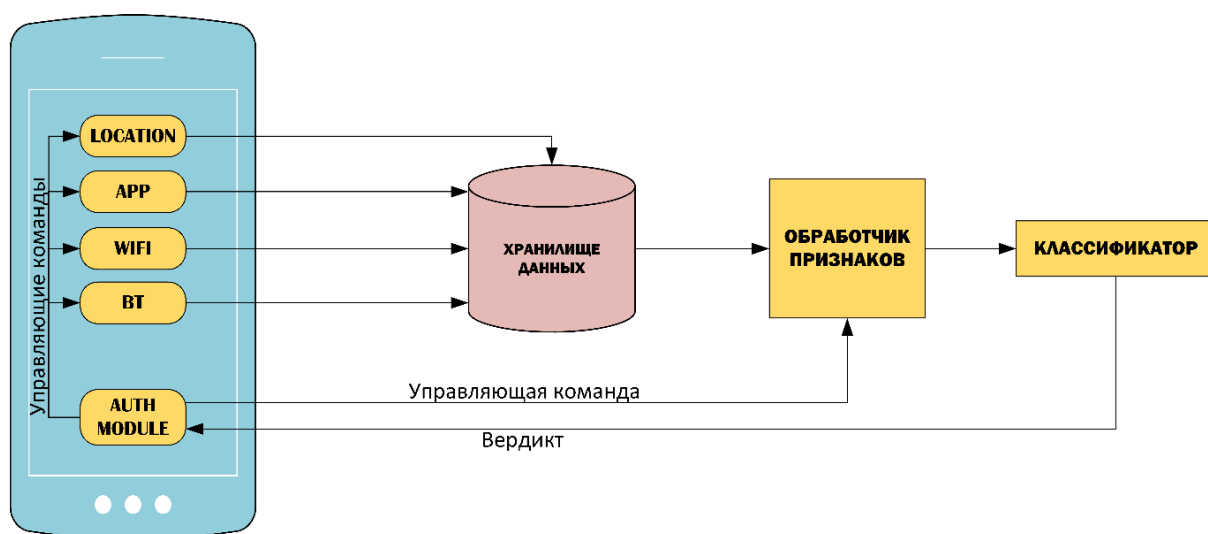 Управляющие команды
LOCATION
APP
WIFI
BT
AUTH
MODULE
ХРАНИЛИЩЕ
ДАННЫХ
ОБРАБОТЧИК
ПРИЗНАКОВ
КЛАССИФИКАТОР
Управляющая команда
Вердикт